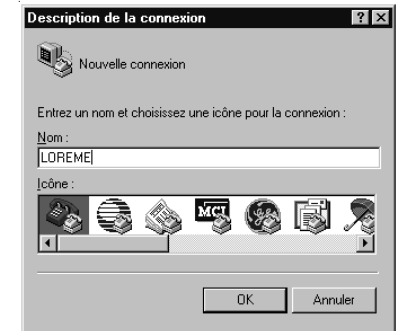 Description de la connexion
Nouvelle connexion
Entrez un nom et choisissez une icône pour la connexion :
Nom :
LOREME
Icône :
MCI
OK Annuler